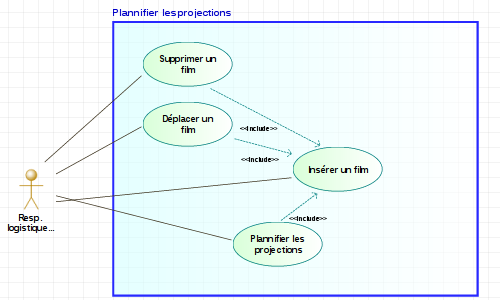 Plannifier les projections
Supprimer un
film
Déplacer un
film
<<Include>>
<<Include>>
Insérer un film
<<Include>>
Plannifier les
projections
Resp.
logistique...